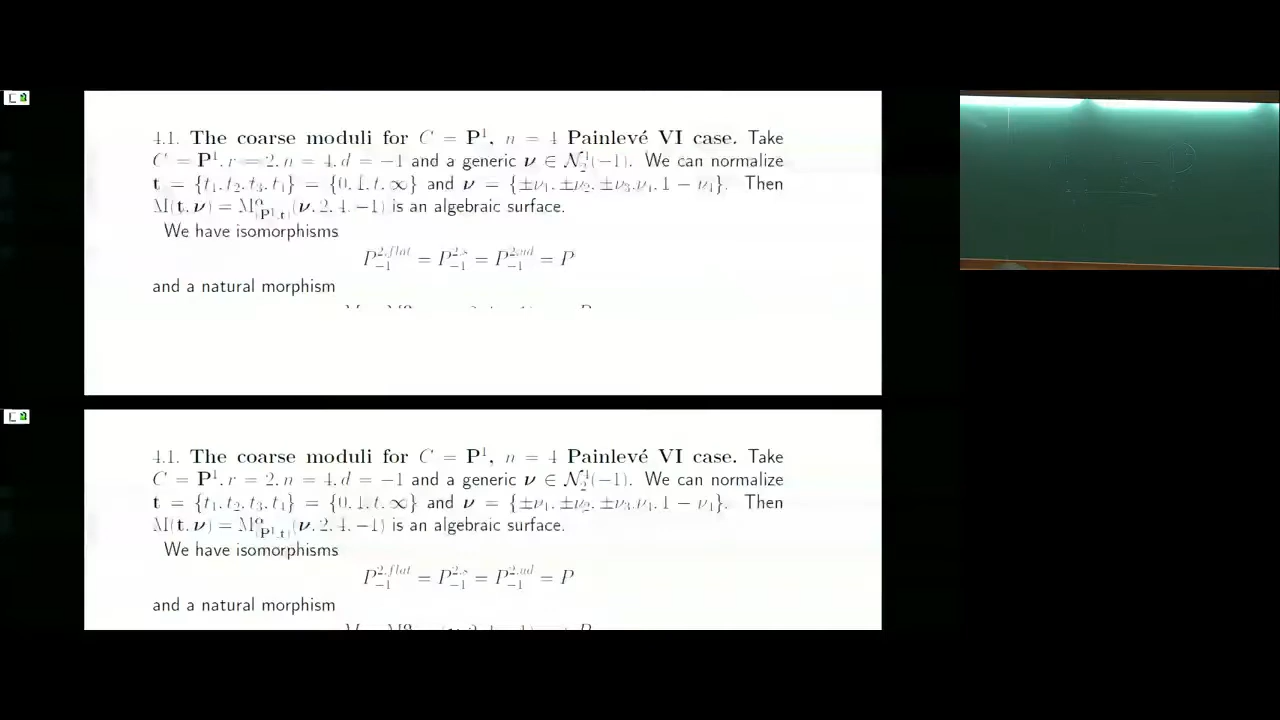 4.1. The coarse moduli for C = P¹, n = 4 Painlevé VI case. Take
C = P¹, r = 2, n = 4, d = −1 and a generic ν ∈ N₂⁴(−1). We can normalize
t = {t₁, t₂, t₃, t₄} = {0, 1, t, ∞} and ν = {±ν₁, ±ν₂, ±ν₃, ν₄, 1 − ν₄}. Then
M(t, ν) = M^α_(P¹,t)(ν, 2, 4, −1) is an algebraic surface.
We have isomorphisms
P₋₁^{2,flat} = P₋₁^{2,s} = P₋₁^{2,ud} = P
and a natural morphism
4.1. The coarse moduli for C = P¹, n = 4 Painlevé VI case. Take
C = P¹, r = 2, n = 4, d = −1 and a generic ν ∈ N₂⁴(−1). We can normalize
t = {t₁, t₂, t₃, t₄} = {0, 1, t, ∞} and ν = {±ν₁, ±ν₂, ±ν₃, ν₄, 1 − ν₄}. Then
M(t, ν) = M^α_(P¹,t)(ν, 2, 4, −1) is an algebraic surface.
We have isomorphisms
P₋₁^{2,flat} = P₋₁^{2,s} = P₋₁^{2,ud} = P
and a natural morphism